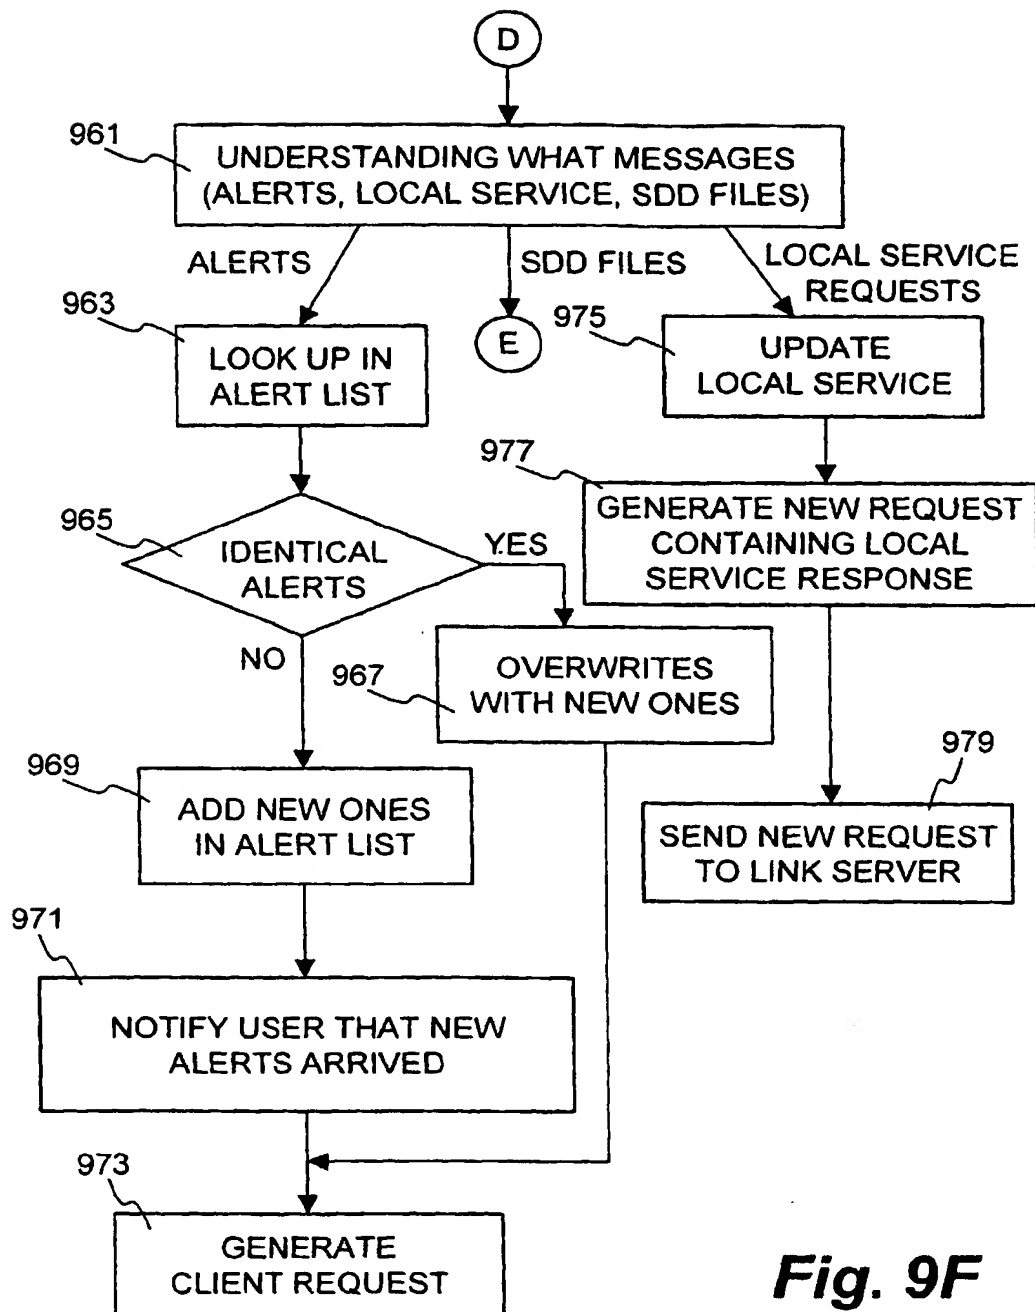 D
961
UNDERSTANDING WHAT MESSAGES
(ALERTS, LOCAL SERVICE, SDD FILES)
ALERTS
SDD FILES
LOCAL SERVICE
REQUESTS
963
LOOK UP IN
ALERT LIST
E
975
UPDATE
LOCAL SERVICE
977
GENERATE NEW REQUEST
CONTAINING LOCAL
SERVICE RESPONSE
965
IDENTICAL
ALERTS
YES
NO
967
OVERWRITES
WITH NEW ONES
979
SEND NEW REQUEST
TO LINK SERVER
969
ADD NEW ONES
IN ALERT LIST
971
NOTIFY USER THAT NEW
ALERTS ARRIVED
973
GENERATE
CLIENT REQUEST
Fig. 9F